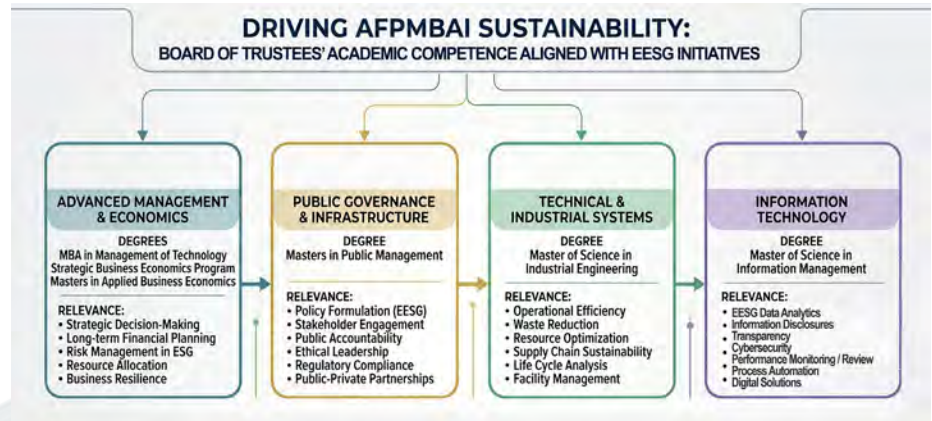 DRIVING AFPMBAI SUSTAINABILITY:
BOARD OF TRUSTEES' ACADEMIC COMPETENCE ALIGNED WITH EESG INITIATIVES
ADVANCED MANAGEMENT
& ECONOMICS
DEGREES
MBA in Management of Technology
Strategic Business Economics Program
Masters in Applied Business Economics
RELEVANCE:
• Strategic Decision-Making
• Long-term Financial Planning
• Risk Management in ESG
• Resource Allocation
• Business Resilience
PUBLIC GOVERNANCE
& INFRASTRUCTURE
DEGREE
Masters in Public Management
RELEVANCE:
• Policy Formulation (EESG)
• Stakeholder Engagement
• Public Accountability
• Ethical Leadership
• Regulatory Compliance
• Public-Private Partnerships
TECHNICAL &
INDUSTRIAL SYSTEMS
DEGREE
Master of Science in
Industrial Engineering
RELEVANCE:
• Operational Efficiency
• Waste Reduction
• Resource Optimization
• Supply Chain Sustainability
• Life Cycle Analysis
• Facility Management
INFORMATION
TECHNOLOGY
DEGREE
Master of Science in
Information Management
RELEVANCE:
• EESG Data Analytics
• Information Disclosures
• Transparency
• Cybersecurity
• Performance Monitoring / Review
• Process Automation
• Digital Solutions